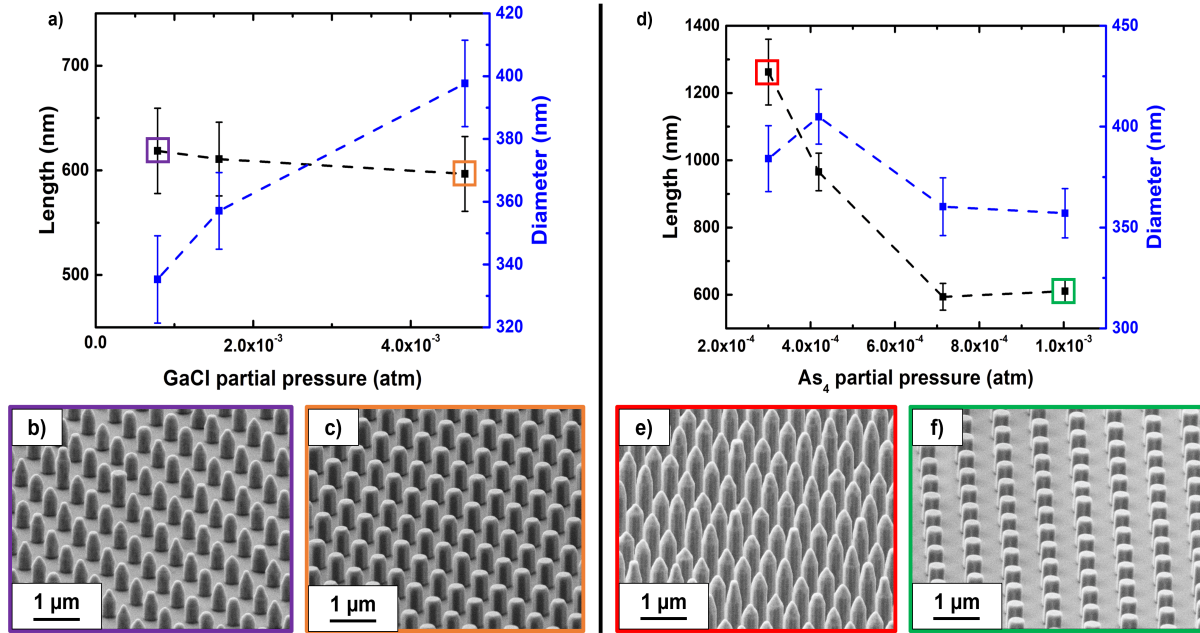 a)
700
600
500
Length (nm)
420
400
380
360
340
320
Diameter (nm)
0.0
2.0x10⁻³
4.0x10⁻³
GaCl partial pressure (atm)
d)
1400
1200
1000
800
600
Length (nm)
450
400
350
300
Diameter (nm)
2.0x10⁻⁴
4.0x10⁻⁴
6.0x10⁻⁴
8.0x10⁻⁴
1.0x10⁻³
As₄ partial pressure (atm)
b)
1 µm
c)
1 µm
e)
1 µm
f)
1 µm